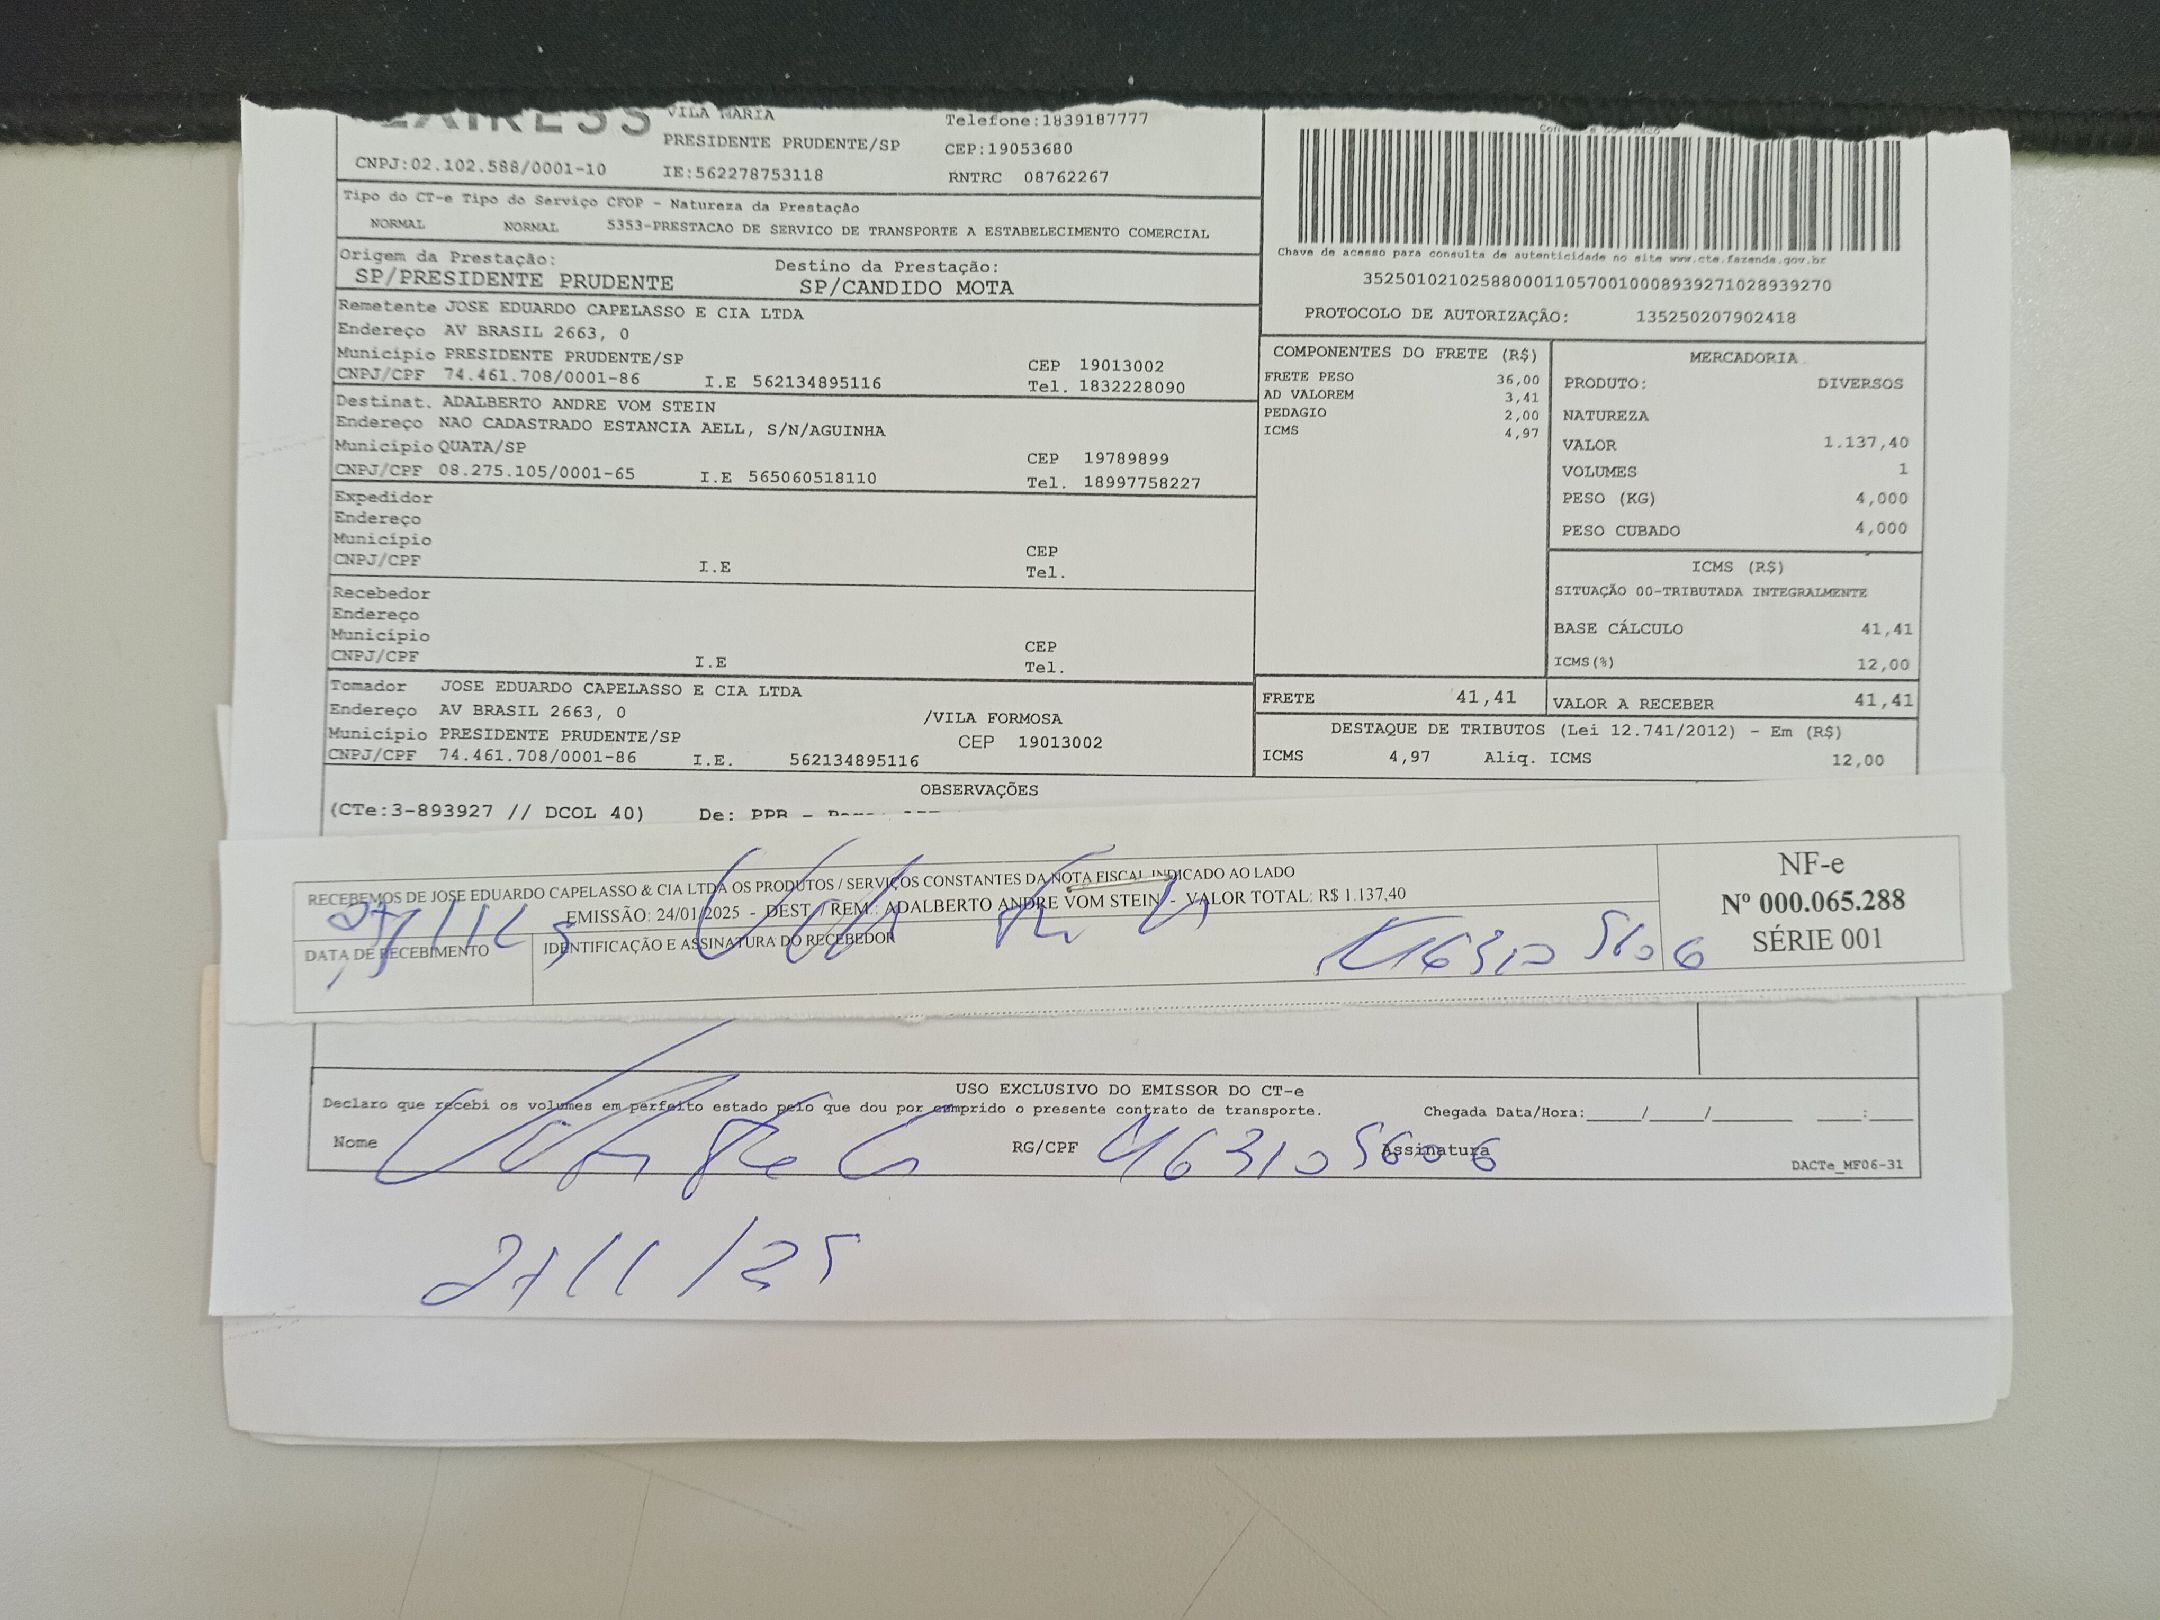 VILA MARIA
Telefone:1839187777
PRESIDENTE PRUDENTE/SP
CEP:19053680
CNPJ:02.102.588/0001-10
IE:562278753118
RNTRC 08762267
Tipo do CT-e Tipo do Serviço CFOP - Natureza da Prestação
NORMAL NORMAL 5353-PRESTACAO DE SERVICO DE TRANSPORTE A ESTABELECIMENTO COMERCIAL
Origem da Prestação: Destino da Prestação:
SP/PRESIDENTE PRUDENTE SP/CANDIDO MOTA
Chave de acesso para consulta de autenticidade no site www.cte.fazenda.gov.br
35250102102588000110570010008939271028939270
PROTOCOLO DE AUTORIZAÇÃO: 135250207902418
Remetente JOSE EDUARDO CAPELASSO E CIA LTDA
Endereço AV BRASIL 2663, 0
Município PRESIDENTE PRUDENTE/SP CEP 19013002
CNPJ/CPF 74.461.708/0001-86 I.E 562134895116 Tel. 1832228090
Destinat. ADALBERTO ANDRE VOM STEIN
Endereço NAO CADASTRADO ESTANCIA AELL, S/N/AGUINHA
Município QUATA/SP CEP 19789899
CNPJ/CPF 08.275.105/0001-65 I.E 565060518110 Tel. 18997758227
Expedidor
Endereço
Município CEP
CNPJ/CPF I.E Tel.
Recebedor
Endereço
Município CEP
CNPJ/CPF I.E Tel.
Tomador JOSE EDUARDO CAPELASSO E CIA LTDA
Endereço AV BRASIL 2663, 0 /VILA FORMOSA
Município PRESIDENTE PRUDENTE/SP CEP 19013002
CNPJ/CPF 74.461.708/0001-86 I.E. 562134895116
COMPONENTES DO FRETE (R$)
FRETE PESO 36,00
AD VALOREM 3,41
PEDAGIO 2,00
ICMS 4,97
MERCADORIA
PRODUTO: DIVERSOS
NATUREZA
VALOR 1.137,40
VOLUMES 1
PESO (KG) 4,000
PESO CUBADO 4,000
ICMS (R$)
SITUAÇÃO 00-TRIBUTADA INTEGRALMENTE
BASE CÁLCULO 41,41
ICMS(%) 12,00
FRETE 41,41 VALOR A RECEBER 41,41
DESTAQUE DE TRIBUTOS (Lei 12.741/2012) - Em (R$)
ICMS 4,97 Aliq. ICMS 12,00
OBSERVAÇÕES
(CTe:3-893927 // DCOL 40) De: PPB -
RECEBEMOS DE JOSE EDUARDO CAPELASSO & CIA LTDA OS PRODUTOS / SERVIÇOS CONSTANTES DA NOTA FISCAL INDICADO AO LADO
EMISSÃO: 24/01/2025 - DEST. / REM.: ADALBERTO ANDRE VOM STEIN - VALOR TOTAL: R$ 1.137,40
DATA DE RECEBIMENTO IDENTIFICAÇÃO E ASSINATURA DO RECEBEDOR
NF-e
Nº 000.065.288
SÉRIE 001
USO EXCLUSIVO DO EMISSOR DO CT-e
Declaro que recebi os volumes em perfeito estado pelo que dou por cumprido o presente contrato de transporte. Chegada Data/Hora:____/____/____ ___:___
Nome RG/CPF 463105606 Assinatura
DACTe_MF06-31
27/1/25